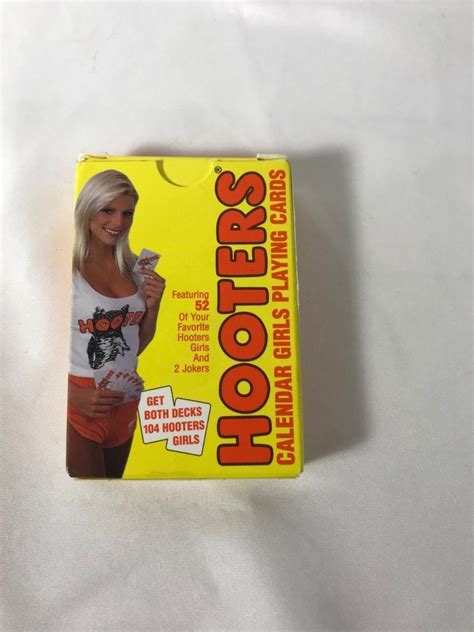 HOOTERS®
CALENDAR GIRLS PLAYING CARDS
Featuring
52
Of Your
Favorite
Hooters
Girls
And
2 Jokers
GET
BOTH DECKS
104 HOOTERS
GIRLS
HOOTERS